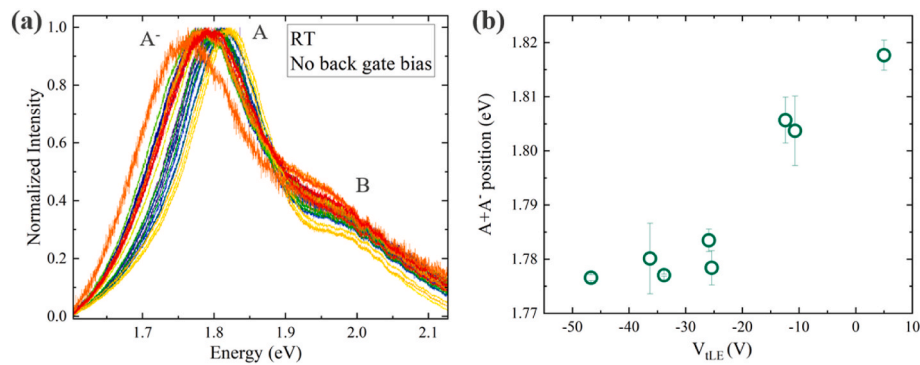 (a)
A-
A
RT
No back gate bias
B
Normalized Intensity
1.0
0.8
0.6
0.4
0.2
0.0
1.7 1.8 1.9 2.0 2.1
Energy (eV)
(b)
A+A- position (eV)
1.82
1.81
1.80
1.79
1.78
1.77
-50 -40 -30 -20 -10 0 10
VtLE (V)